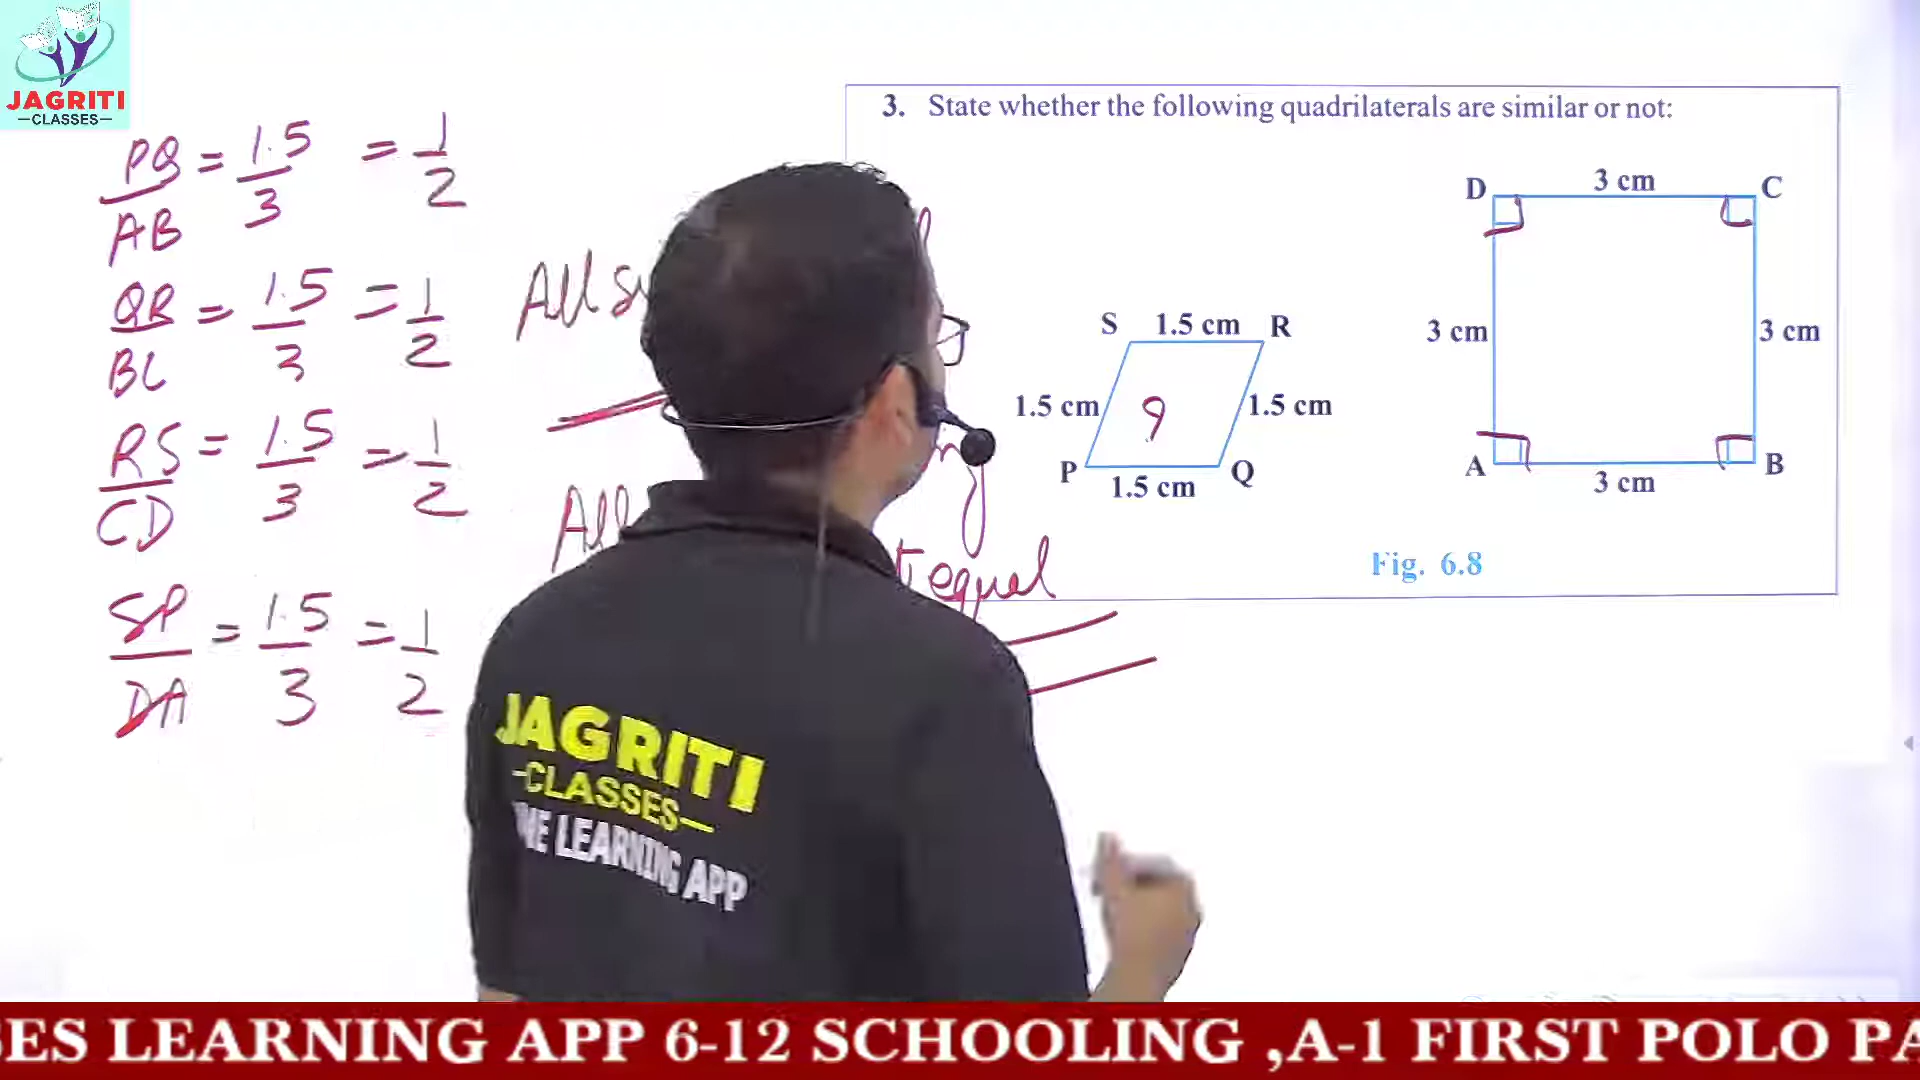 JAGRITI
CLASSES
PQ/AB = 1.5/3 = 1/2
QR/BC = 1.5/3 = 1/2
RS/CD = 1.5/3 = 1/2
SP/DA = 1.5/3 = 1/2
All
All
equal
3. State whether the following quadrilaterals are similar or not:
S 1.5 cm R
1.5 cm
1.5 cm
P 1.5 cm Q
?
D 3 cm C
3 cm
3 cm
A 3 cm B
Fig. 6.8
JAGRITI
-CLASSES-
LEARNING APP
LEARNING APP 6-12 SCHOOLING ,A-1 FIRST POLO